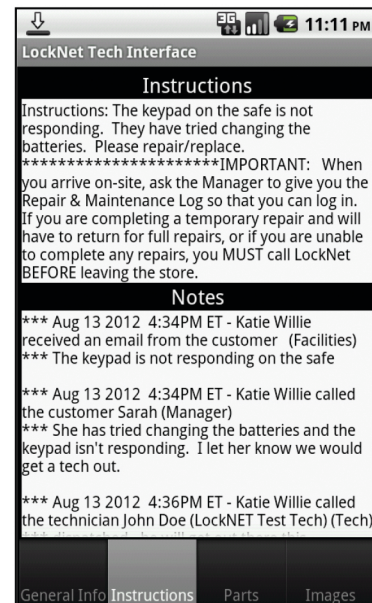 3G 11:11 PM
LockNet Tech Interface
Instructions
Instructions: The keypad on the safe is not
responding. They have tried changing the
batteries. Please repair/replace.
**********************IMPORTANT: When
you arrive on-site, ask the Manager to give you the
Repair & Maintenance Log so that you can log in.
If you are completing a temporary repair and will
have to return for full repairs, or if you are unable
to complete any repairs, you MUST call LockNet
BEFORE leaving the store.
Notes
*** Aug 13 2012 4:34PM ET - Katie Willie
received an email from the customer (Facilities)
*** The keypad is not responding on the safe
*** Aug 13 2012 4:34PM ET - Katie Willie called
the customer Sarah (Manager)
*** She has tried changing the batteries and the
keypad isn't responding. I let her know we would
get a tech out.
*** Aug 13 2012 4:36PM ET - Katie Willie called
the technician John Doe (LockNET Test Tech) (Tech)
General Info Instructions Parts Images